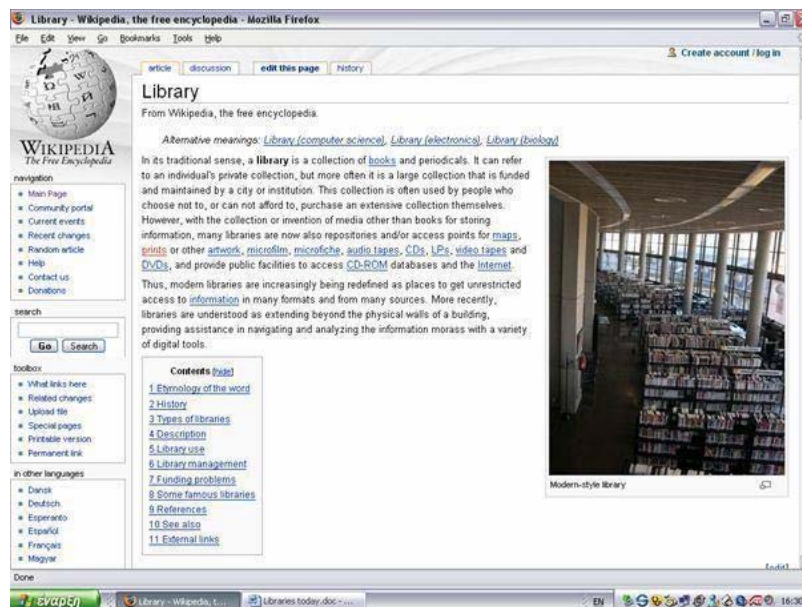 Library - Wikipedia, the free encyclopedia - Mozilla Firefox
File Edit View Go Bookmarks Tools Help
Create account / log in
article discussion edit this page history
Library
From Wikipedia, the free encyclopedia.
Alternative meanings: Library (computer science), Library (electronics), Library (biology)
In its traditional sense, a library is a collection of books and periodicals. It can refer
to an individual's private collection, but more often it is a large collection that is funded
and maintained by a city or institution. This collection is often used by people who
choose not to, or can not afford to, purchase an extensive collection themselves.
However, with the collection or invention of media other than books for storing
information, many libraries are now also repositories and/or access points for maps,
prints or other artwork, microfilm, microfiche, audio tapes, CDs, LPs, video tapes and
DVDs, and provide public facilities to access CD-ROM databases and the Internet.
Thus, modern libraries are increasingly being redefined as places to get unrestricted
access to information in many formats and from many sources. More recently,
libraries are understood as extending beyond the physical walls of a building,
providing assistance in navigating and analyzing the information morass with a variety
of digital tools.
Contents [hide]
1 Etymology of the word
2 History
3 Types of libraries
4 Description
5 Library use
6 Library management
7 Funding problems
8 Some famous libraries
9 References
10 See also
11 External links
Modern-style library
[edit]
WIKIPEDIA
The Free Encyclopedia
navigation
Main Page
Community portal
Current events
Recent changes
Random article
Help
Contact us
Donations
search
Go Search
toolbox
What links here
Related changes
Upload file
Special pages
Printable version
Permanent link
in other languages
Dansk
Deutsch
Esperanto
Español
Français
Magyar
Done
έναρξη Library - Wikipedia, t... Libraries today.doc - ... EN 16:30